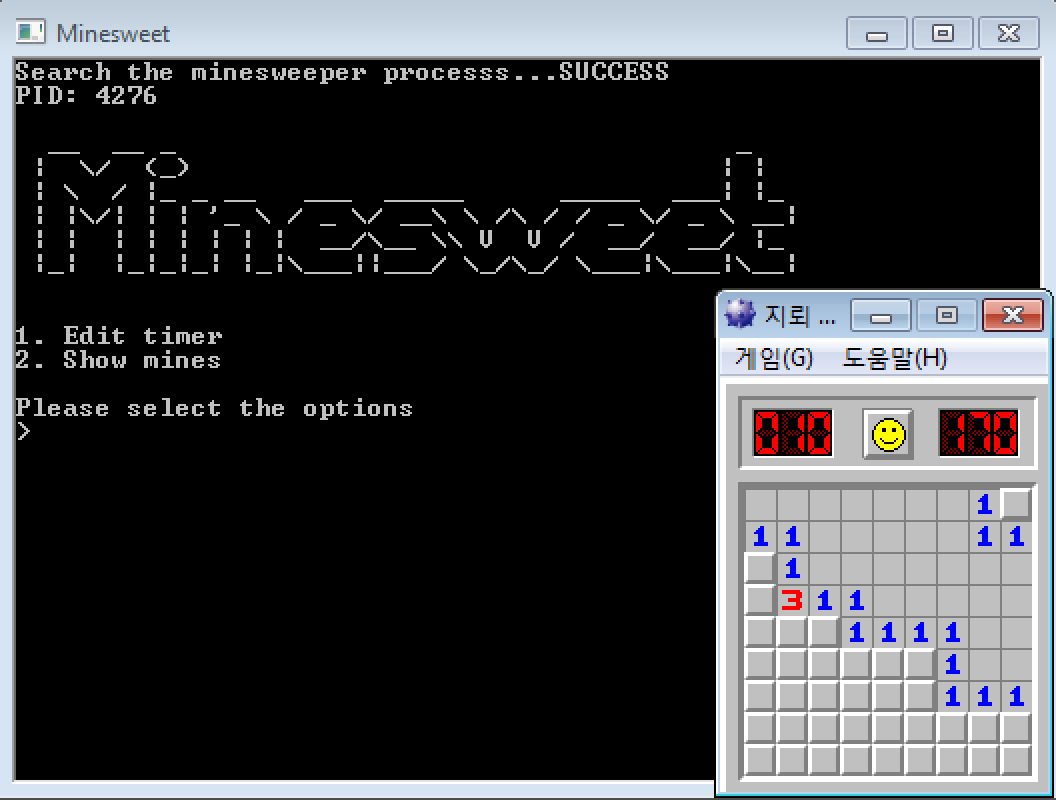 Minesweet
Search the minesweeper processs...SUCCESS
PID: 4276
Minesweet
1. Edit timer
2. Show mines
Please select the options
>
지뢰 ...
게임(G) 도움말(H)
010 170
1
1 1 1 1
1
3 1 1
1 1 1 1
1
1 1 1